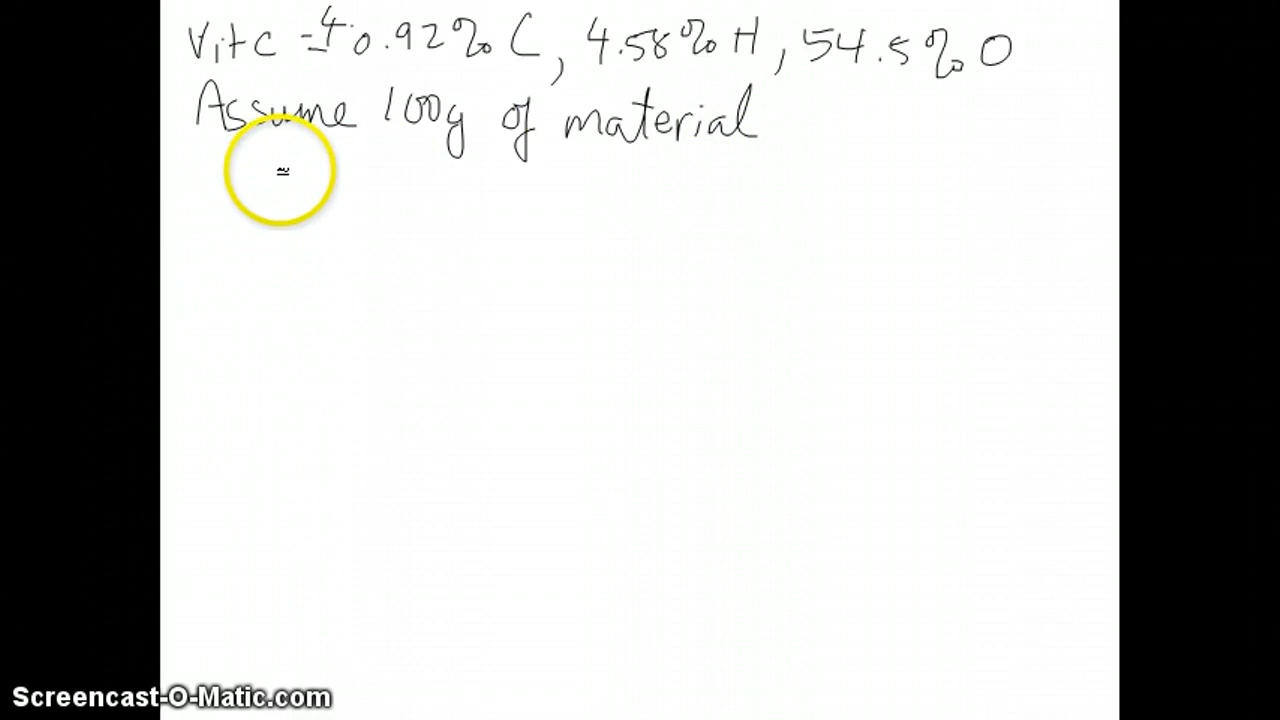 Vit C = 40.92% C, 4.58% H, 54.5% O
Assume 100g of material
Screencast-O-Matic.com